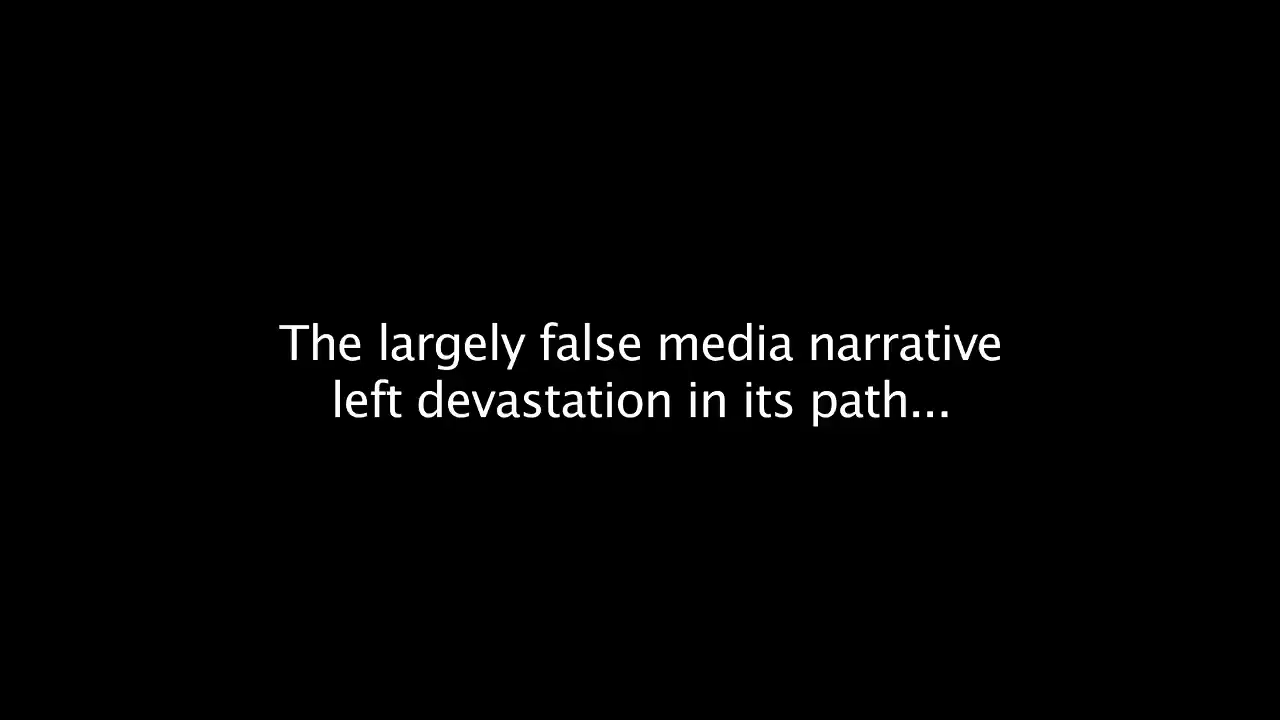 The largely false media narrative
left devastation in its path...